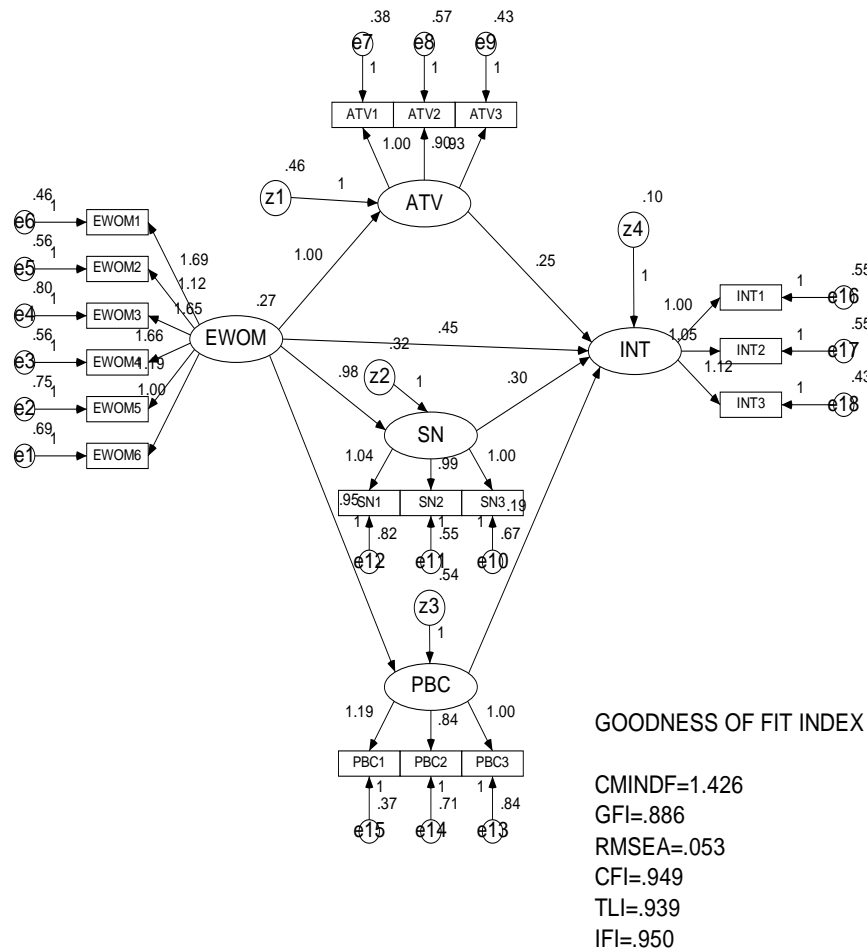 .38 .57 .43
e7 e8 e9
1 1 1
ATV1 ATV2 ATV3
1.00 .90 .93
.46
z1 1 ATV
.10
z4
1
.46
e6 1 EWOM1
.56
e5 1 EWOM2
.80
e4 1 EWOM3
.56
e3 1 EWOM4
.75
e2 1 EWOM5
.69
e1 1 EWOM6
1.69
1.12
1.65
1.66
1.19
1.00
.27
EWOM
1.00
.25
.45
.32
.98
z2 1
.30
SN
INT
1.00
1.05
1.12
.55
INT1 1 e16
.55
INT2 1 e17
.43
INT3 1 e18
1.04 .99 1.00
.95
SN1 SN2 SN3
.19
1 1 1
.82 .55 .67
e12 e11 e10
.54
z3
1
PBC
1.19 .84 1.00
PBC1 PBC2 PBC3
1 1 1
.37 .71 .84
e15 e14 e13
GOODNESS OF FIT INDEX
CMINDF=1.426
GFI=.886
RMSEA=.053
CFI=.949
TLI=.939
IFI=.950